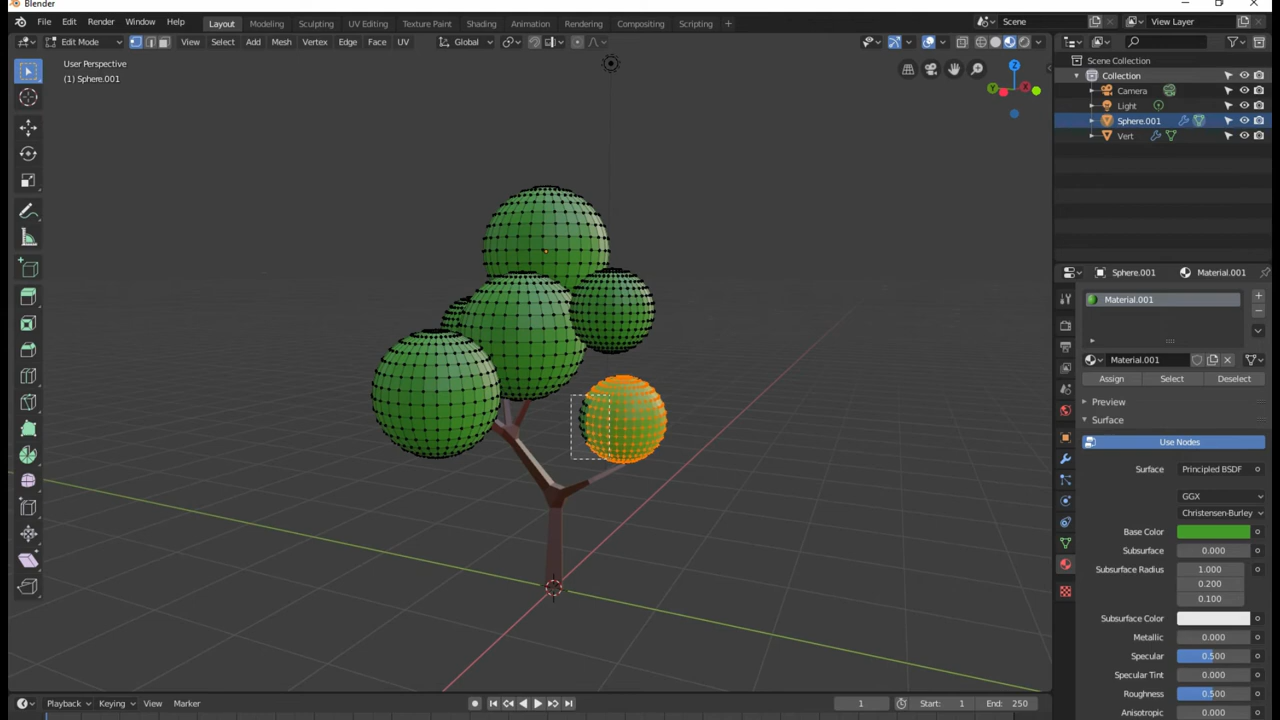 Blender
File Edit Render Window Help Layout Modeling Sculpting UV Editing Texture Paint Shading Animation Rendering Compositing Scripting + Scene View Layer
Edit Mode View Select Add Mesh Vertex Edge Face UV Global
User Perspective
(1) Sphere.001
Z
Y
X
Scene Collection
Collection
Camera
Light
Sphere.001
Vert
Sphere.001 Material.001
Material.001
Material.001
Assign Select Deselect
Preview
Surface
Use Nodes
Surface Principled BSDF
GGX
Christensen-Burley
Base Color
Subsurface 0.000
Subsurface Radius 1.000
0.200
0.100
Subsurface Color
Metallic 0.000
Specular 0.500
Specular Tint 0.000
Roughness 0.500
Anisotropic 0.000
Playback Keying View Marker 1 Start: 1 End: 250